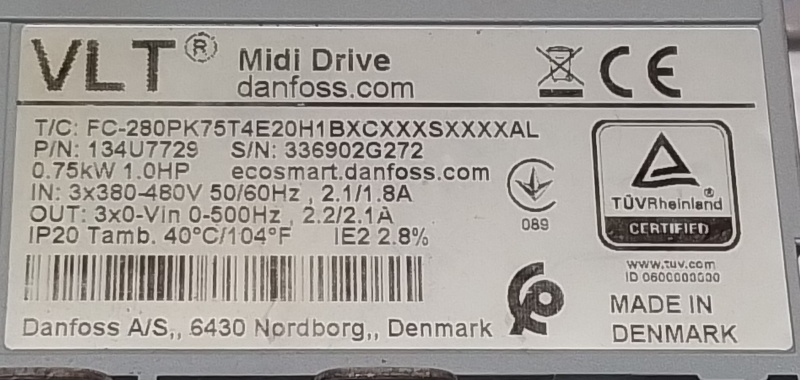 VLT® Midi Drive
danfoss.com
T/C: FC-280PK75T4E20H1BXCXXXSXXXXAL
P/N: 134U7729 S/N: 336902G272
0.75kW 1.0HP ecosmart.danfoss.com
IN: 3x380-480V 50/60Hz , 2.1/1.8A
OUT: 3x0-Vin 0-500Hz , 2.2/2.1A
IP20 Tamb. 40°C/104°F IE2 2.8%
Danfoss A/S,, 6430 Nordborg,, Denmark
CE
089
TÜVRheinland®
CERTIFIED
www.tuv.com
ID 0600000000
MADE IN
DENMARK